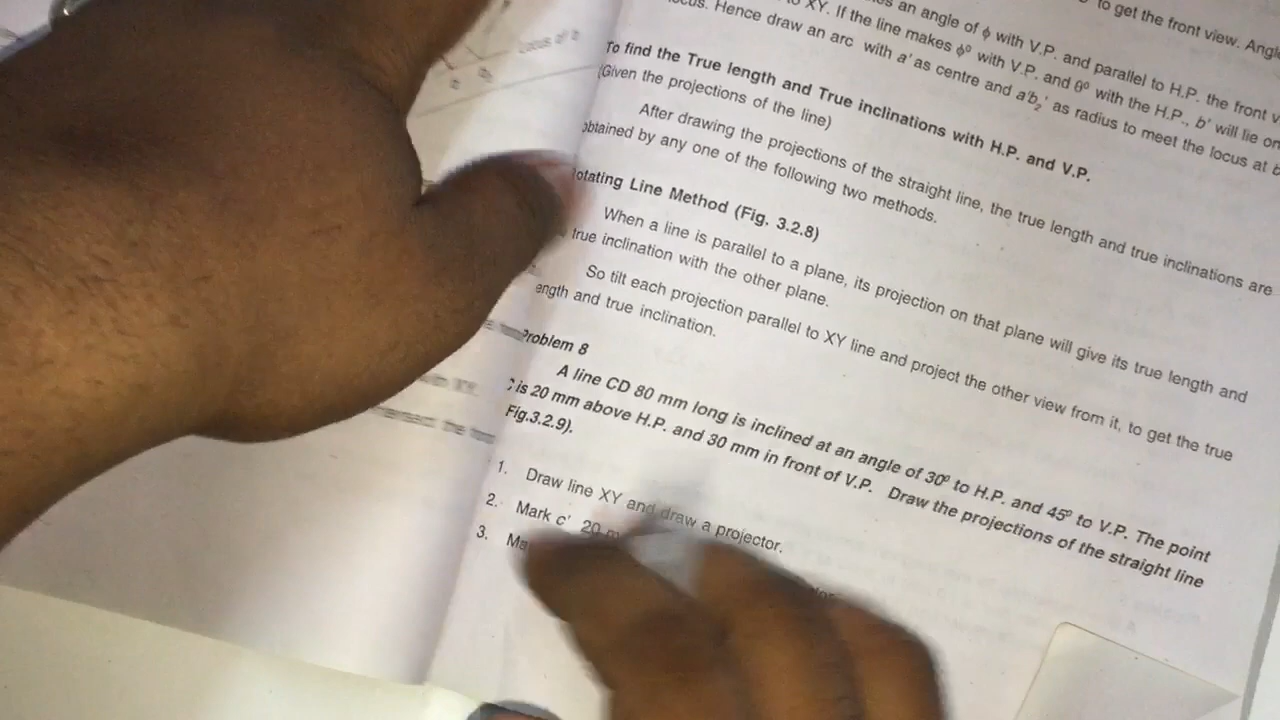 Locus of b
to get the front view. Angle
an angle of ϕ with V.P. and parallel to H.P. the front v
XY. If the line makes ϕ⁰ with V.P. and θ⁰ with the H.P., b' will lie on
Hence draw an arc with a' as centre and a'b₂' as radius to meet the locus at b
To find the True length and True inclinations with H.P. and V.P.
(Given the projections of the line)
After drawing the projections of the straight line, the true length and true inclinations are
obtained by any one of the following two methods.
otating Line Method (Fig. 3.2.8)
When a line is parallel to a plane, its projection on that plane will give its true length and
true inclination with the other plane.
So tilt each projection parallel to XY line and project the other view from it, to get the true
ength and true inclination.
Problem 8
A line CD 80 mm long is inclined at an angle of 30⁰ to H.P. and 45⁰ to V.P. The point
C is 20 mm above H.P. and 30 mm in front of V.P. Draw the projections of the straight line
Fig.3.2.9).
1. Draw line XY and draw a projector.
2. Mark c' 20 m
3. Ma